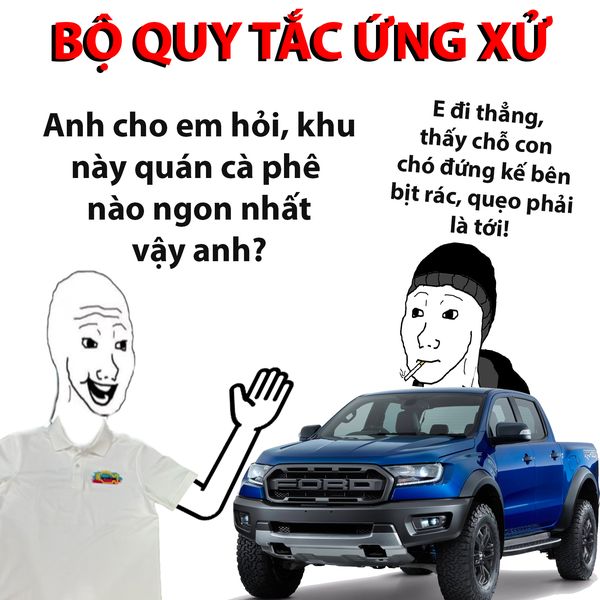 BỘ QUY TẮC ỨNG XỬ
Anh cho em hỏi, khu
này quán cà phê
nào ngon nhất
vậy anh?
E đi thẳng,
thấy chỗ con
chó đứng kế bên
bịt rác, quẹo phải
là tới!
FORD